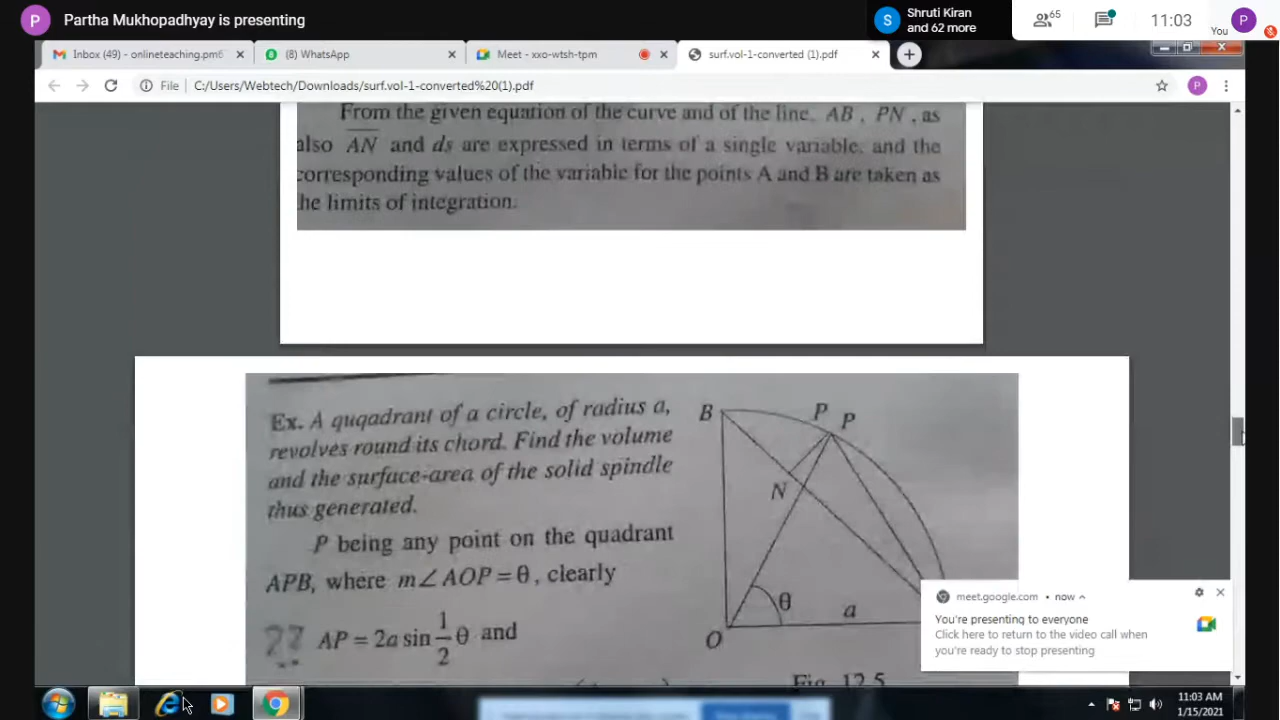 P Partha Mukhopadhyay is presenting
S Shruti Kiran
and 62 more
65
11:03
P
You
Inbox (49) - onlineteaching.pm6
(8) WhatsApp
Meet - xxo-wtsh-tpm
surf.vol-1-converted (1).pdf
File C:/Users/Webtech/Downloads/surf.vol-1-converted%20(1).pdf
P
From the given equation of the curve and of the line, AB, PN, as
also A̅N̅ and ds are expressed in terms of a single variable, and the
corresponding values of the variable for the points A and B are taken as
the limits of integration.
Ex. A quqadrant of a circle, of radius a,
revolves round its chord. Find the volume
and the surface-area of the solid spindle
thus generated.
P being any point on the quadrant
APB, where m∠AOP = θ, clearly
AP = 2a sin 1/2 θ and
B
P
P
N
θ
a
O
Fig. 12.5
meet.google.com • now
You're presenting to everyone
Click here to return to the video call when
you're ready to stop presenting
11:03 AM
1/15/2021